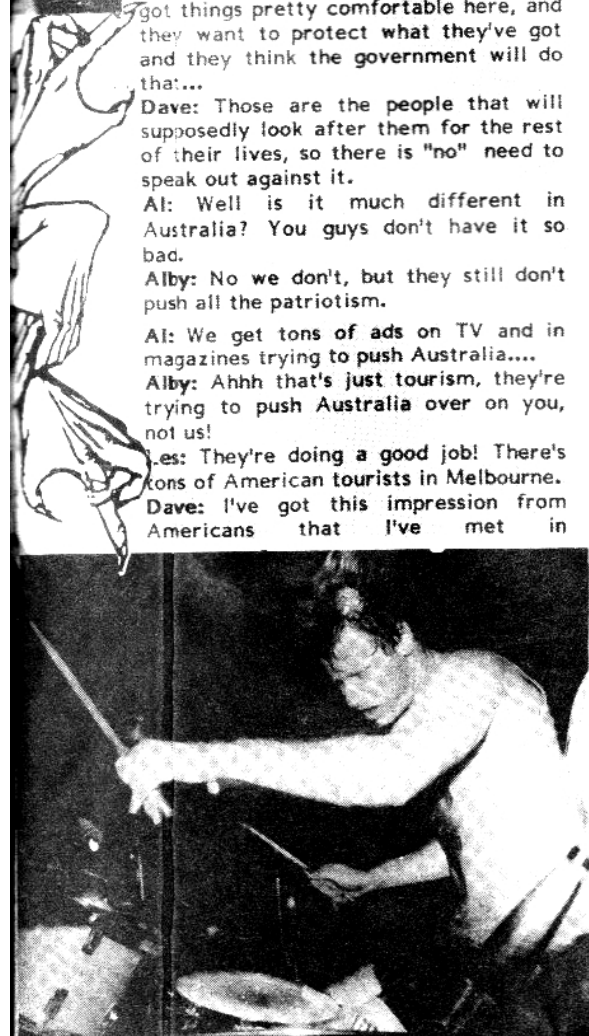 got things pretty comfortable here, and
they want to protect what they've got
and they think the government will do
that...
Dave: Those are the people that will
supposedly look after them for the rest
of their lives, so there is "no" need to
speak out against it.
Al: Well is it much different in
Australia? You guys don't have it so
bad.
Alby: No we don't, but they still don't
push all the patriotism.
Al: We get tons of ads on TV and in
magazines trying to push Australia....
Alby: Ahhh that's just tourism, they're
trying to push Australia over on you,
not us!
Les: They're doing a good job! There's
tons of American tourists in Melbourne.
Dave: I've got this impression from
Americans that I've met in